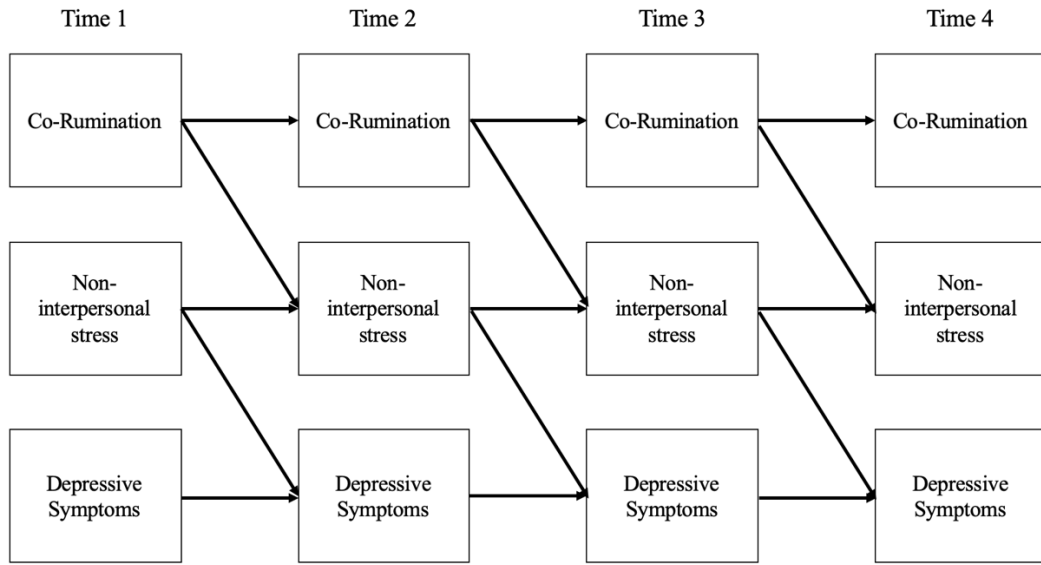 Time 1
Time 2
Time 3
Time 4
Co-Rumination
Co-Rumination
Co-Rumination
Co-Rumination
Non-
interpersonal
stress
Non-
interpersonal
stress
Non-
interpersonal
stress
Non-
interpersonal
stress
Depressive
Symptoms
Depressive
Symptoms
Depressive
Symptoms
Depressive
Symptoms